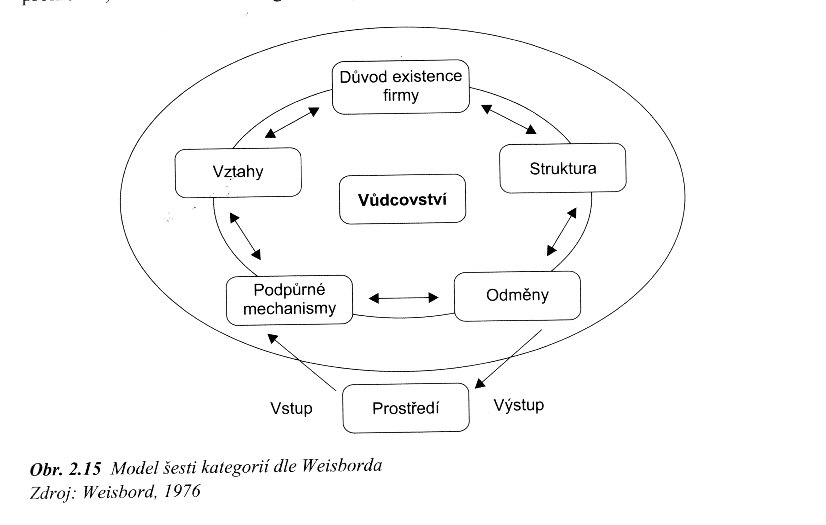 Důvod existence
firmy
Vztahy
Struktura
Vůdcovství
Podpůrné
mechanismy
Odměny
Vstup
Prostředí
Výstup
Obr. 2.15 Model šesti kategorií dle Weisborda
Zdroj: Weisbord, 1976